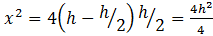 x² = 4(h − h/2) h/2 = 4h²/4